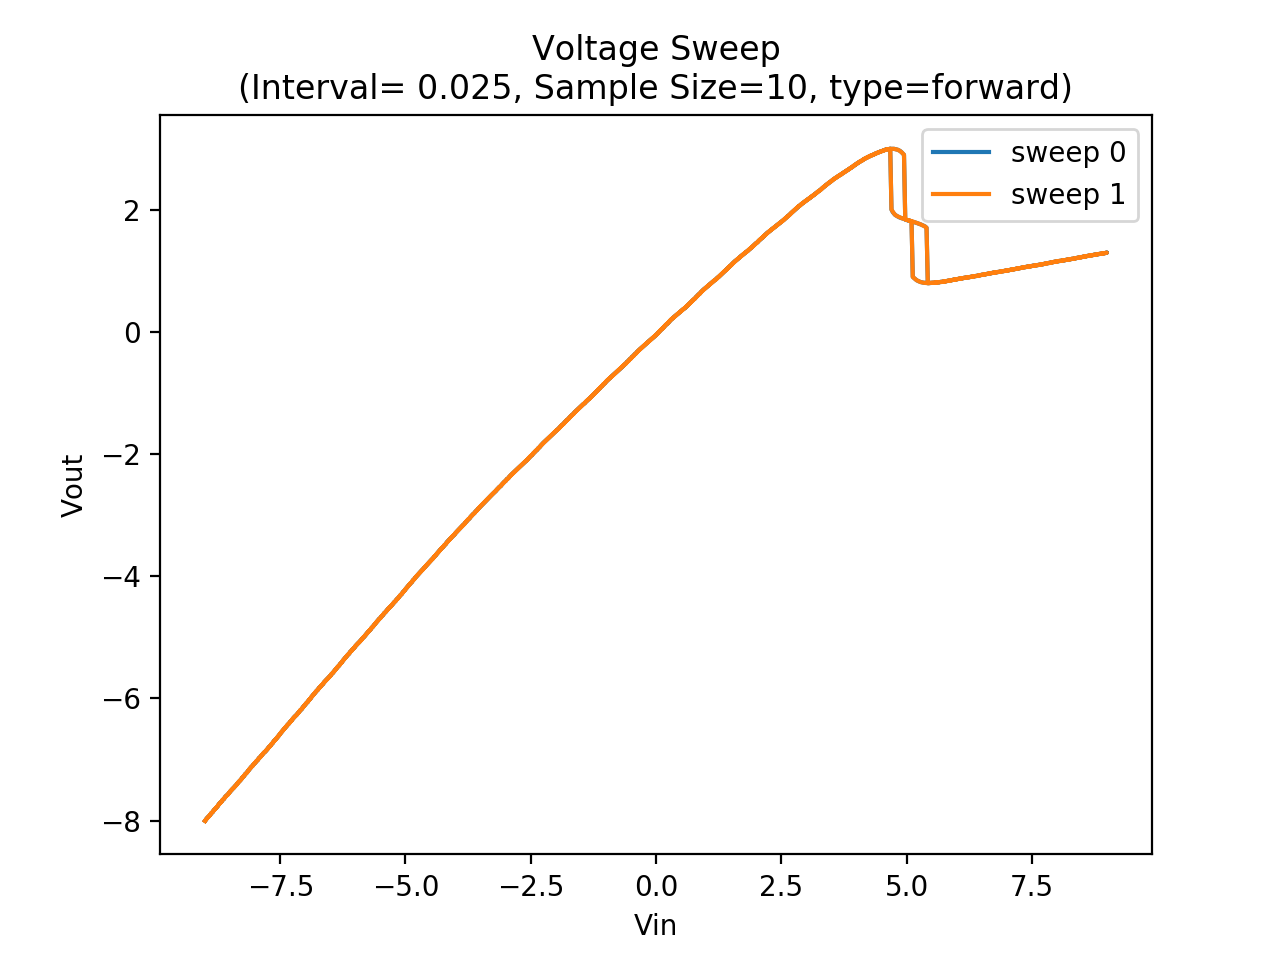 Voltage Sweep
(Interval= 0.025, Sample Size=10, type=forward)
sweep 0
sweep 1
2
0
−2
−4
−6
−8
Vout
−7.5 −5.0 −2.5 0.0 2.5 5.0 7.5
Vin